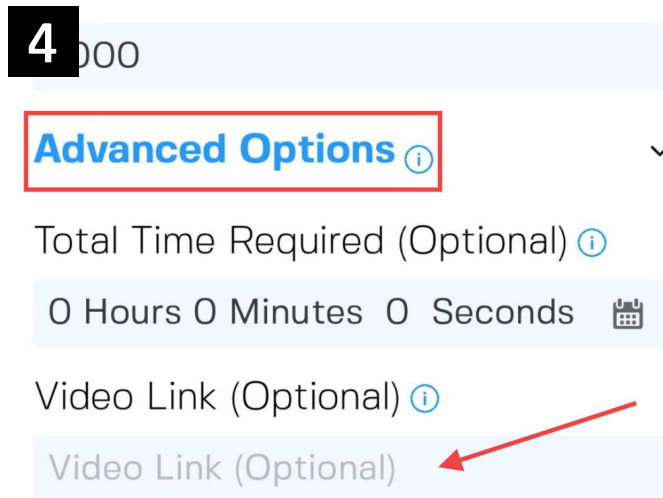 4
000
Advanced Options
Total Time Required (Optional)
0 Hours 0 Minutes 0 Seconds
Video Link (Optional)
Video Link (Optional)